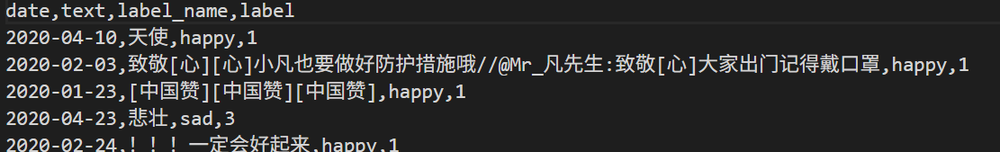 date,text,label_name,label
2020-04-10,天使,happy,1
2020-02-03,致敬[心][心]小凡也要做好防护措施哦//@Mr_凡先生:致敬[心]大家出门记得戴口罩,happy,1
2020-01-23,[中国赞][中国赞][中国赞],happy,1
2020-04-23,悲壮,sad,3
2020-02-24,！！！一定会好起来,happy,1